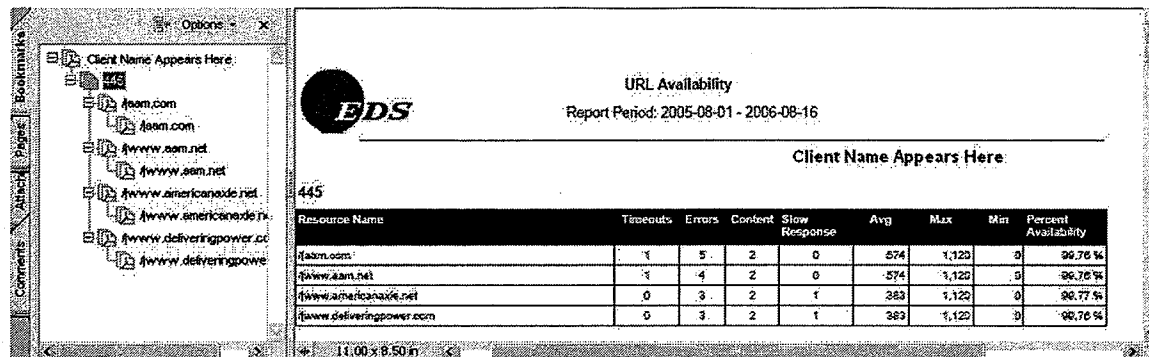 Options
Bookmarks
Pages
Comments
Client Name Appears Here
445
//aam.com
//aam.com
//www.aam.net
//www.aam.net
//www.americanaxle.net
//www.americanaxle.n
//www.deliveringpower.cc
//www.deliveringpowe
EDS
URL Availability
Report Period: 2005-08-01 - 2006-08-16
Client Name Appears Here
445
Resource Name Timeouts Errors Content Slow Response Avg Max Min Percent Availability
//aam.com 1 5 2 0 574 1,120 0 99.76 %
//www.aam.net 1 4 2 0 574 1,120 0 99.76 %
//www.americanaxle.net 0 3 2 1 383 1,120 0 99.77 %
//www.deliveringpower.com 0 3 2 1 383 1,120 0 99.76 %
11.00 x 8.50 in